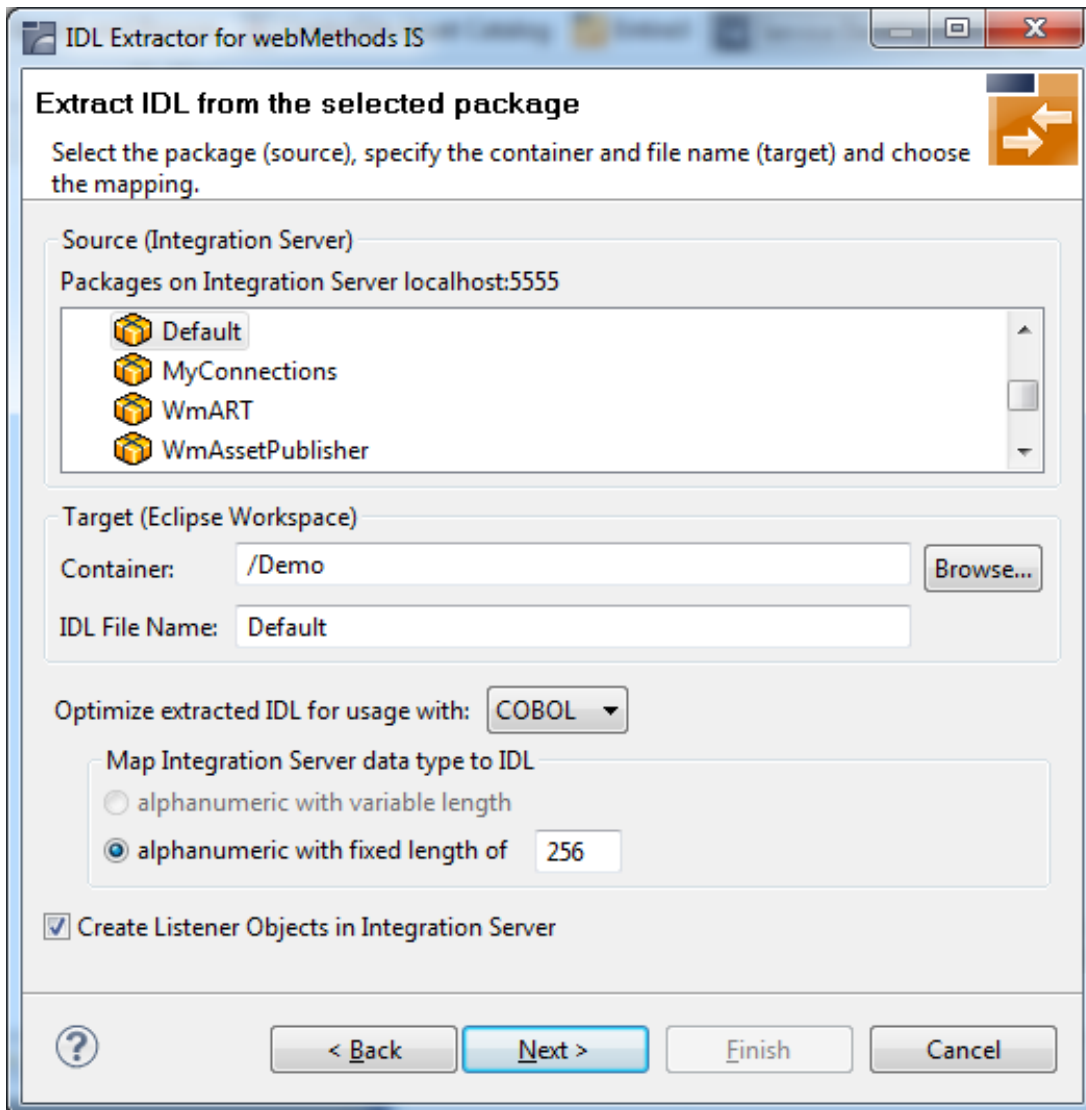 IDL Extractor for webMethods IS
Extract IDL from the selected package
Select the package (source), specify the container and file name (target) and choose
the mapping.
Source (Integration Server)
Packages on Integration Server localhost:5555
Default
MyConnections
WmART
WmAssetPublisher
Target (Eclipse Workspace)
Container: /Demo Browse...
IDL File Name: Default
Optimize extracted IDL for usage with: COBOL
Map Integration Server data type to IDL
alphanumeric with variable length
alphanumeric with fixed length of 256
Create Listener Objects in Integration Server
? < Back Next > Finish Cancel